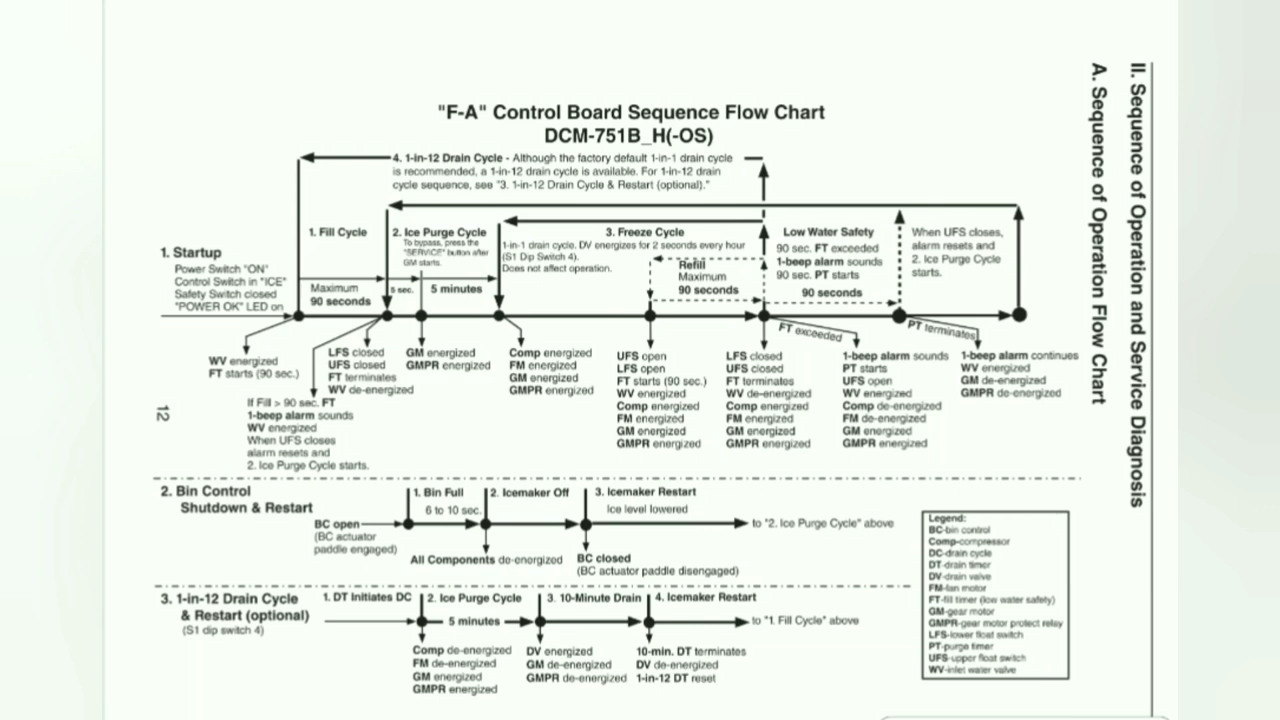 II. Sequence of Operation and Service Diagnosis
A. Sequence of Operation Flow Chart
"F-A" Control Board Sequence Flow Chart
DCM-751B_H(-OS)
4. 1-in-12 Drain Cycle - Although the factory default 1-in-1 drain cycle
is recommended, a 1-in-12 drain cycle is available. For 1-in-12 drain
cycle sequence, see "3. 1-in-12 Drain Cycle & Restart (optional)."
1. Startup
Power Switch "ON"
Control Switch in "ICE"
Safety Switch closed
"POWER OK" LED on
1. Fill Cycle
Maximum
90 seconds
2. Ice Purge Cycle
To bypass, press the
"SERVICE" button after
GM starts.
5 sec.
5 minutes
3. Freeze Cycle
1-in-1 drain cycle. DV energizes for 2 seconds every hour
(S1 Dip Switch 4).
Does not affect operation.
Refill
Maximum
90 seconds
Low Water Safety
90 sec. FT exceeded
1-beep alarm sounds
90 sec. PT starts
90 seconds
When UFS closes,
alarm resets and
2. Ice Purge Cycle
starts.
FT exceeded
PT terminates
WV energized
FT starts (90 sec.)
If Fill > 90 sec. FT
1-beep alarm sounds
WV energized
When UFS closes
alarm resets and
2. Ice Purge Cycle starts.
LFS closed
UFS closed
FT terminates
WV de-energized
GM energized
GMPR energized
Comp energized
FM energized
GM energized
GMPR energized
UFS open
LFS open
FT starts (90 sec.)
WV energized
Comp energized
FM energized
GM energized
GMPR energized
LFS closed
UFS closed
FT terminates
WV de-energized
Comp energized
FM energized
GM energized
GMPR energized
1-beep alarm sounds
PT starts
UFS open
WV energized
Comp de-energized
FM de-energized
GM energized
GMPR energized
1-beep alarm continues
WV energized
GM de-energized
GMPR de-energized
12
2. Bin Control
Shutdown & Restart
BC open
(BC actuator
paddle engaged)
1. Bin Full
6 to 10 sec.
2. Icemaker Off
3. Icemaker Restart
Ice level lowered
to "2. Ice Purge Cycle" above
All Components de-energized
BC closed
(BC actuator paddle disengaged)
3. 1-in-12 Drain Cycle
& Restart (optional)
(S1 dip switch 4)
1. DT Initiates DC
2. Ice Purge Cycle
5 minutes
3. 10-Minute Drain
4. Icemaker Restart
to "1. Fill Cycle" above
Comp de-energized
FM de-energized
GM energized
GMPR energized
DV energized
GM de-energized
GMPR de-energized
10-min. DT terminates
DV de-energized
1-in-12 DT reset
Legend:
BC-bin control
Comp-compressor
DC-drain cycle
DT-drain timer
DV-drain valve
FM-fan motor
FT-fill timer (low water safety)
GM-gear motor
GMPR-gear motor protect relay
LFS-lower float switch
PT-purge timer
UFS-upper float switch
WV-inlet water valve